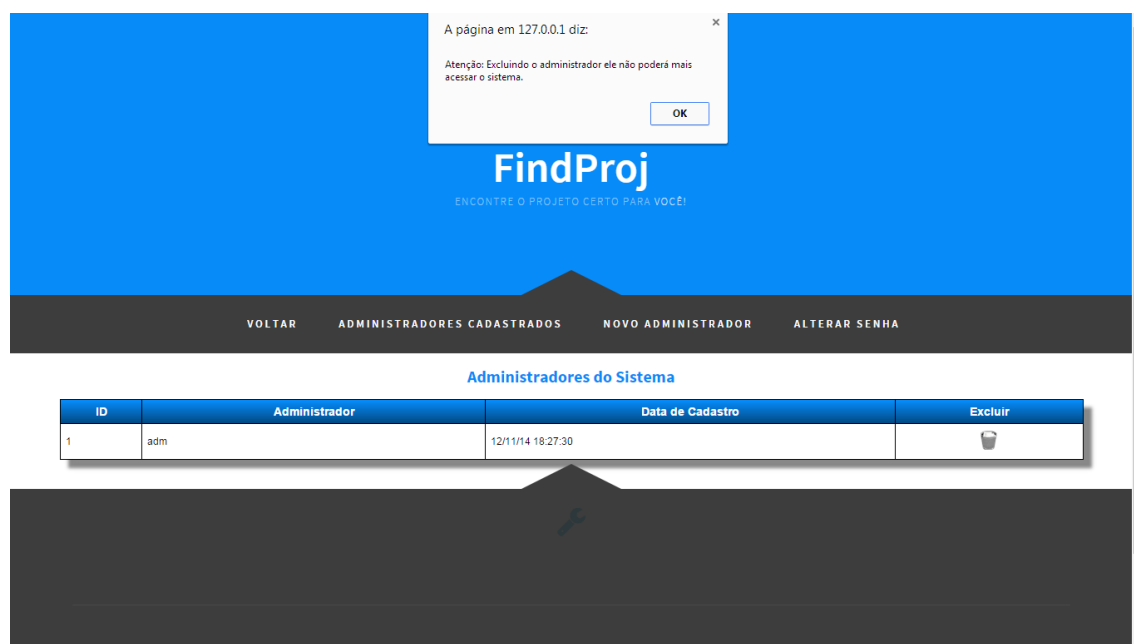 A página em 127.0.0.1 diz:
Atenção: Excluindo o administrador ele não poderá mais
acessar o sistema.
OK
FindProj
ENCONTRE O PROJETO CERTO PARA VOCÊ!
VOLTAR ADMINISTRADORES CADASTRADOS NOVO ADMINISTRADOR ALTERAR SENHA
Administradores do Sistema
ID Administrador Data de Cadastro Excluir
1 adm 12/11/14 18:27:30